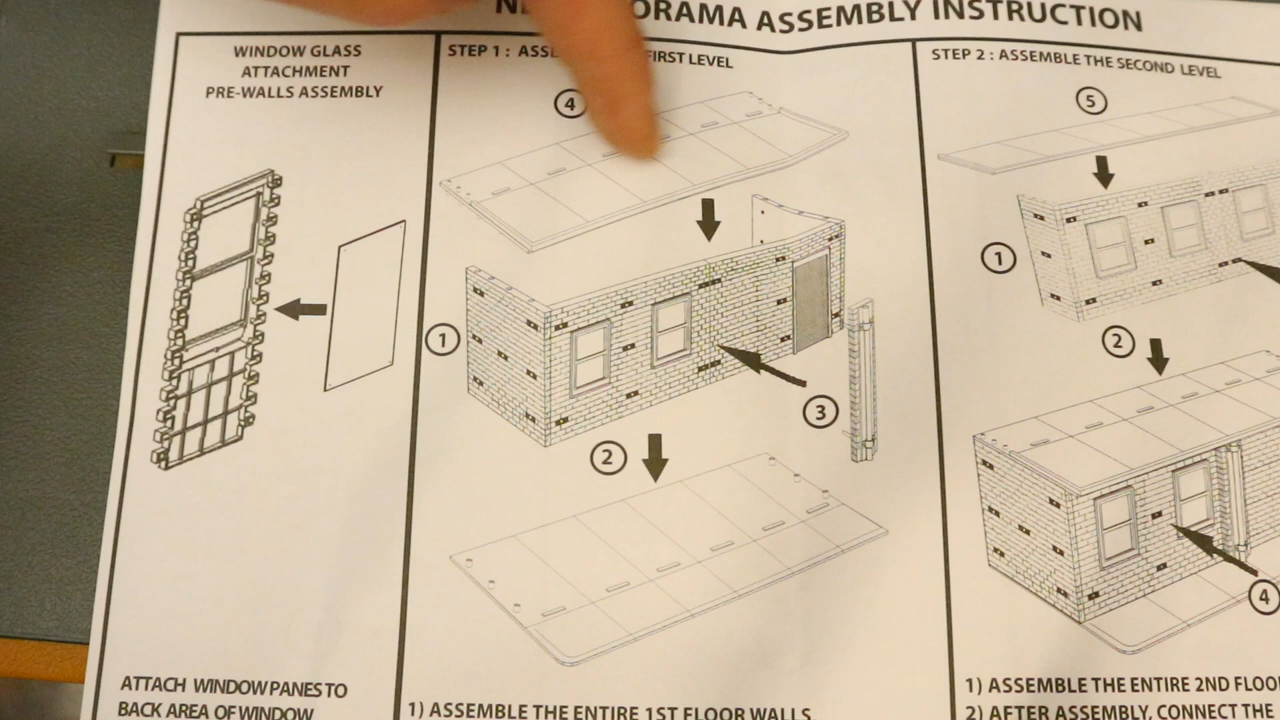 ORAMA ASSEMBLY INSTRUCTION
WINDOW GLASS
ATTACHMENT
PRE-WALLS ASSEMBLY
STEP 1 : FIRST LEVEL
4
1
2
3
STEP 2 : ASSEMBLE THE SECOND LEVEL
5
1
2
4
ATTACH WINDOW PANES TO
BACK AREA OF WINDOW
1) ASSEMBLE THE ENTIRE 1ST FLOOR WALLS.
1) ASSEMBLE THE ENTIRE 2ND FLOO
2) AFTER ASSEMBLY, CONNECT THE